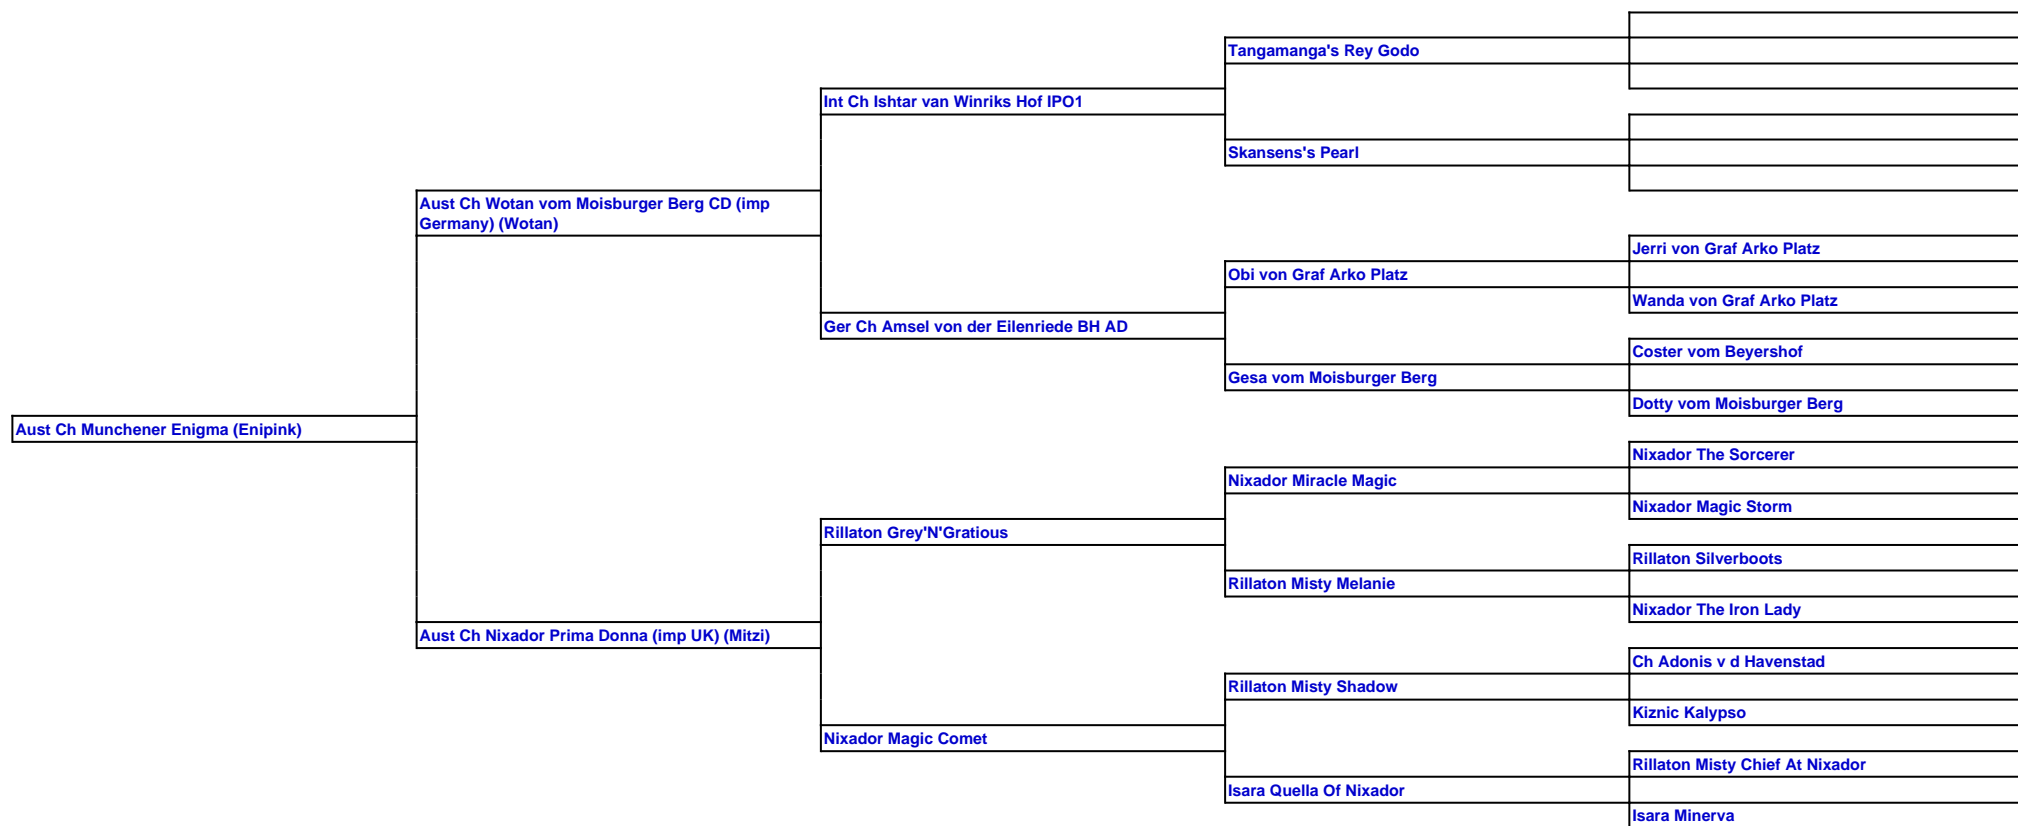 Tangamanga's Rey Godo
Int Ch Ishtar van Winriks Hof IPO1
Skansens's Pearl
Aust Ch Wotan vom Moisburger Berg CD (imp
Germany) (Wotan)
Jerri von Graf Arko Platz
Obi von Graf Arko Platz
Wanda von Graf Arko Platz
Ger Ch Amsel von der Eilenriede BH AD
Coster vom Beyershof
Gesa vom Moisburger Berg
Dotty vom Moisburger Berg
Aust Ch Munchener Enigma (Enipink)
Nixador The Sorcerer
Nixador Miracle Magic
Nixador Magic Storm
Rillaton Grey'N'Gratious
Rillaton Silverboots
Rillaton Misty Melanie
Nixador The Iron Lady
Aust Ch Nixador Prima Donna (imp UK) (Mitzi)
Ch Adonis v d Havenstad
Rillaton Misty Shadow
Kiznic Kalypso
Nixador Magic Comet
Rillaton Misty Chief At Nixador
Isara Quella Of Nixador
Isara Minerva